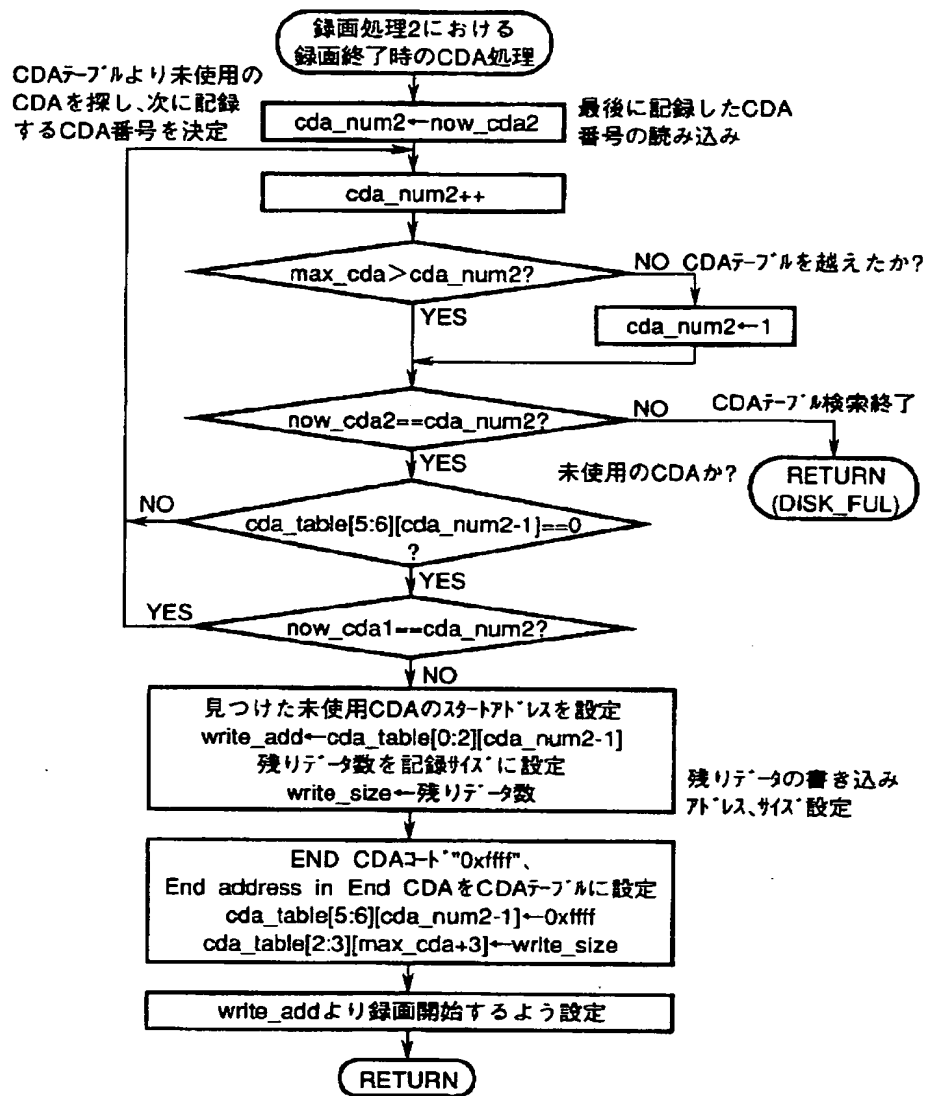 録画処理2における
録画終了時のCDA処理
CDAテーブルより未使用の
CDAを探し、次に記録
するCDA番号を決定
cda_num2←now_cda2
最後に記録したCDA
番号の読み込み
cda_num2++
max_cda>cda_num2?
NO
CDAテーブルを越えたか?
YES
cda_num2←1
now_cda2==cda_num2?
NO
CDAテーブル検索終了
YES
未使用のCDAか?
RETURN
(DISK_FUL)
NO
cda_table[5:6][cda_num2-1]==0
?
YES
YES
now_cda1==cda_num2?
NO
見つけた未使用CDAのスタートアドレスを設定
write_add←cda_table[0:2][cda_num2-1]
残りデータ数を記録サイズに設定
write_size←残りデータ数
残りデータの書き込み
アドレス、サイズ設定
END CDAコード"0xffff"、
End address in End CDAをCDAテーブルに設定
cda_table[5:6][cda_num2-1]←0xffff
cda_table[2:3][max_cda+3]←write_size
write_addより録画開始するよう設定
RETURN